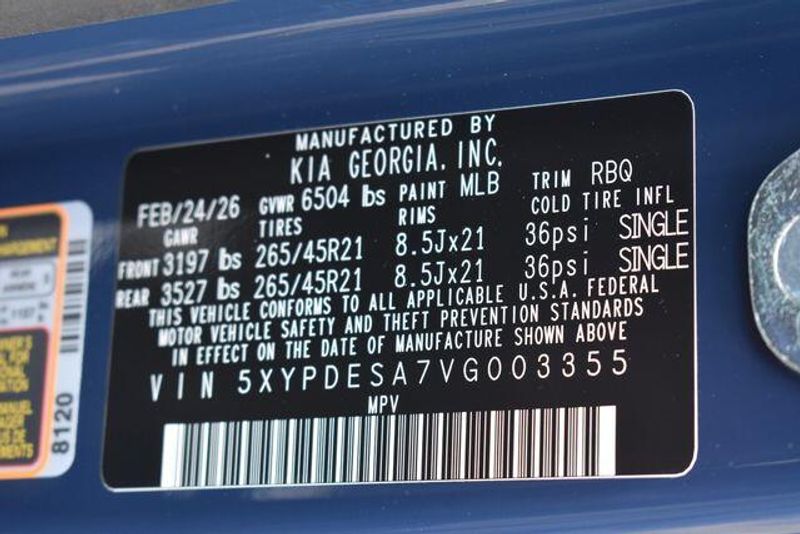 MANUFACTURED BY
KIA GEORGIA, INC.
FEB/24/26 GVWR 6504 lbs PAINT MLB TRIM RBQ
GAWR TIRES RIMS COLD TIRE INFL
FRONT 3197 lbs 265/45R21 8.5Jx21 36psi SINGLE
REAR 3527 lbs 265/45R21 8.5Jx21 36psi SINGLE
THIS VEHICLE CONFORMS TO ALL APPLICABLE U.S.A. FEDERAL
MOTOR VEHICLE SAFETY AND THEFT PREVENTION STANDARDS
IN EFFECT ON THE DATE OF MANUFACTURE SHOWN ABOVE
VIN 5XYPDESA7VG003355
MPV
8120